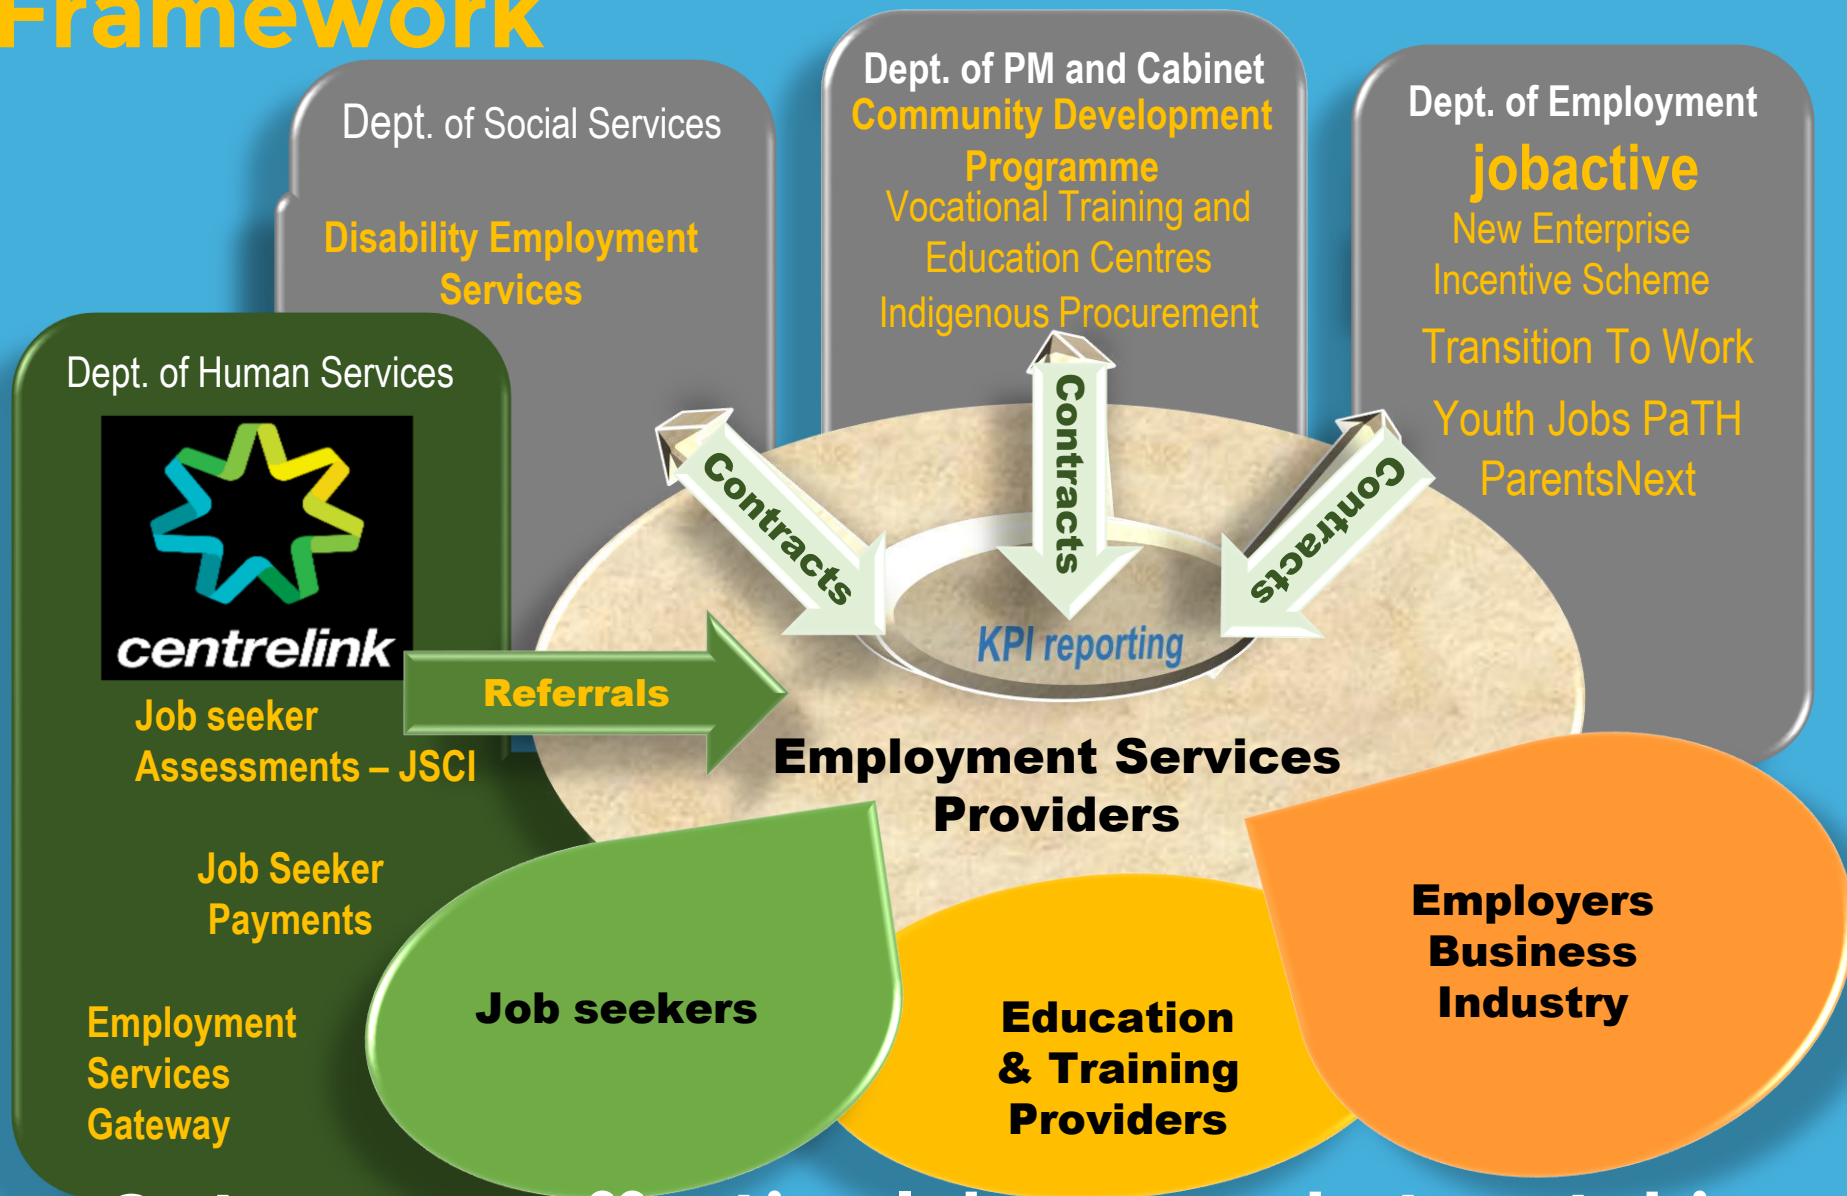 Framework
Dept. of Social Services
Disability Employment
Services
Dept. of PM and Cabinet
Community Development
Programme
Vocational Training and
Education Centres
Indigenous Procurement
Dept. of Employment
jobactive
New Enterprise
Incentive Scheme
Transition To Work
Youth Jobs PaTH
ParentsNext
Dept. of Human Services
centrelink
Job seeker
Assessments – JSCI
Job Seeker
Payments
Employment
Services
Gateway
Referrals
Contracts
Contracts
Contracts
KPI reporting
Employment Services
Providers
Job seekers
Education
& Training
Providers
Employers
Business
Industry